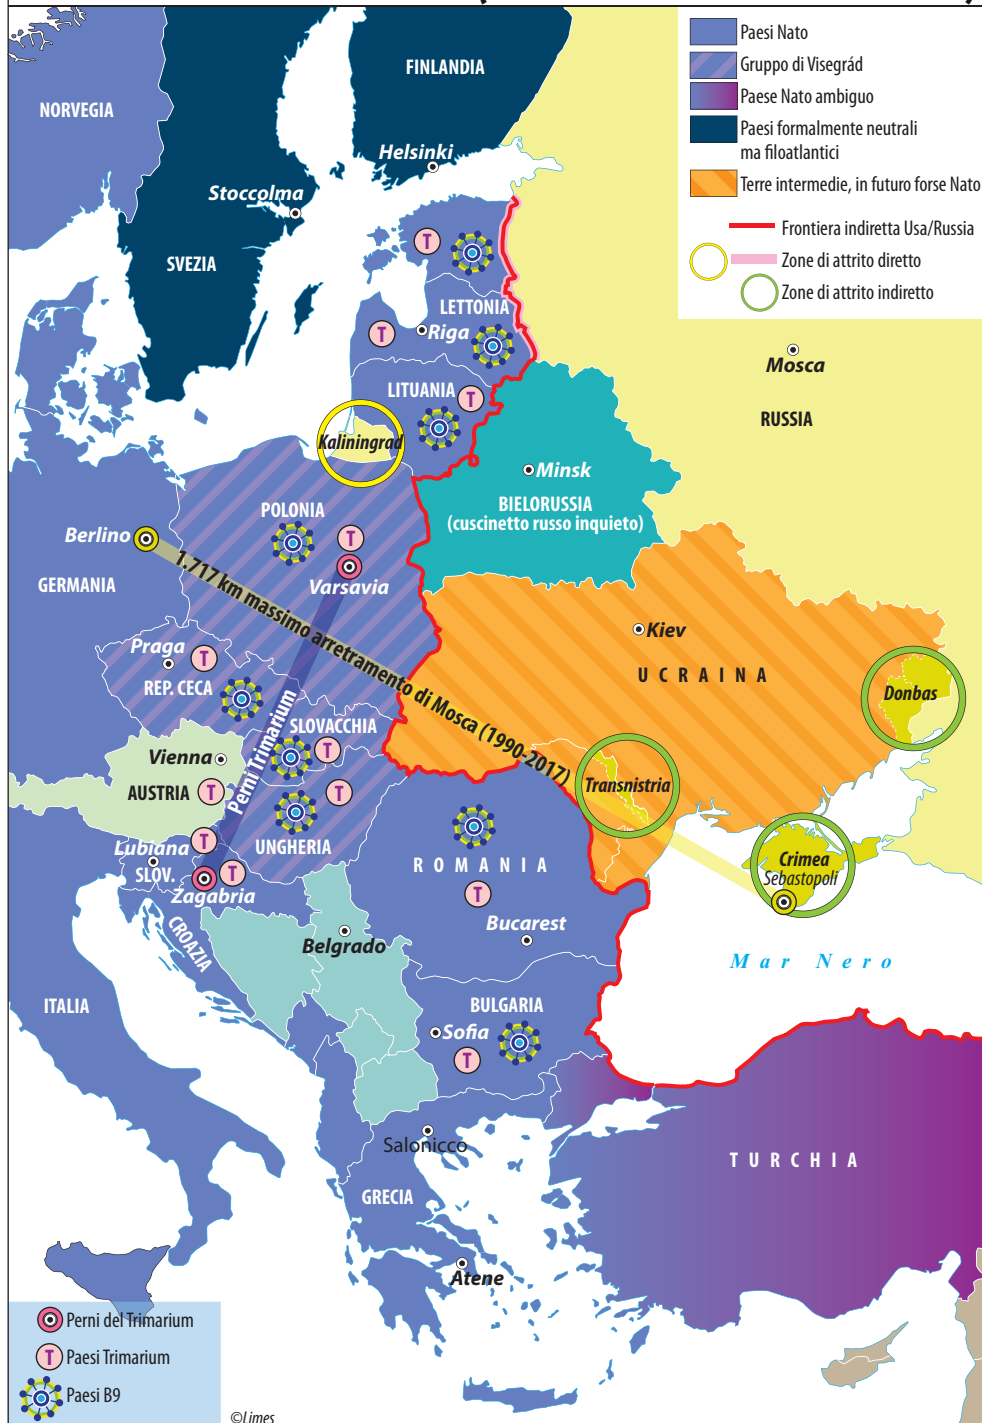 Paesi Nato
Gruppo di Visegrád
Paese Nato ambiguo
Paesi formalmente neutrali
ma filoatlantici
Terre intermedie, in futuro forse Nato
Frontiera indiretta Usa/Russia
Zone di attrito diretto
Zone di attrito indiretto
FINLANDIA
NORVEGIA
Helsinki
Stoccolma
SVEZIA
T
LETTONIA
T
Riga
Mosca
RUSSIA
LITUANIA
T
Kaliningrad
Minsk
BIELORUSSIA
(cuscinetto russo inquieto)
POLONIA
T
Berlino
Varsavia
GERMANIA
1.717 km massimo arretramento di Mosca (1990-2017)
Kiev
UCRAINA
Praga
T
REP. CECA
Donbas
Perni Trimarium
SLOVACCHIA
T
Vienna
AUSTRIA
T
T
Transnistria
UNGHERIA
Lubiana
T
SLOV.
T
Zagabria
ROMANIA
T
Bucarest
Crimea
Sebastopoli
CROAZIA
Belgrado
Mar Nero
ITALIA
BULGARIA
Sofia
T
Salonicco
TURCHIA
GRECIA
Atene
Perni del Trimarium
T
Paesi Trimarium
Paesi B9
©Limes